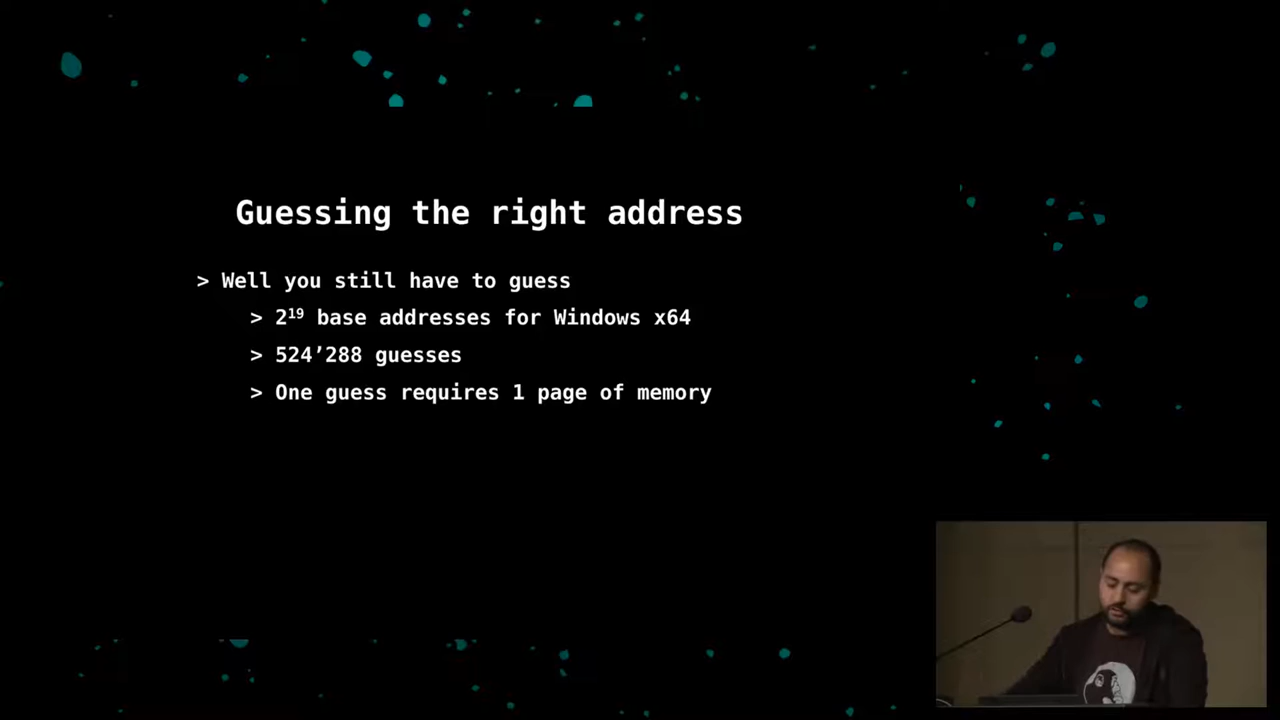 Guessing the right address
> Well you still have to guess
> 2¹⁹ base addresses for Windows x64
> 524’288 guesses
> One guess requires 1 page of memory